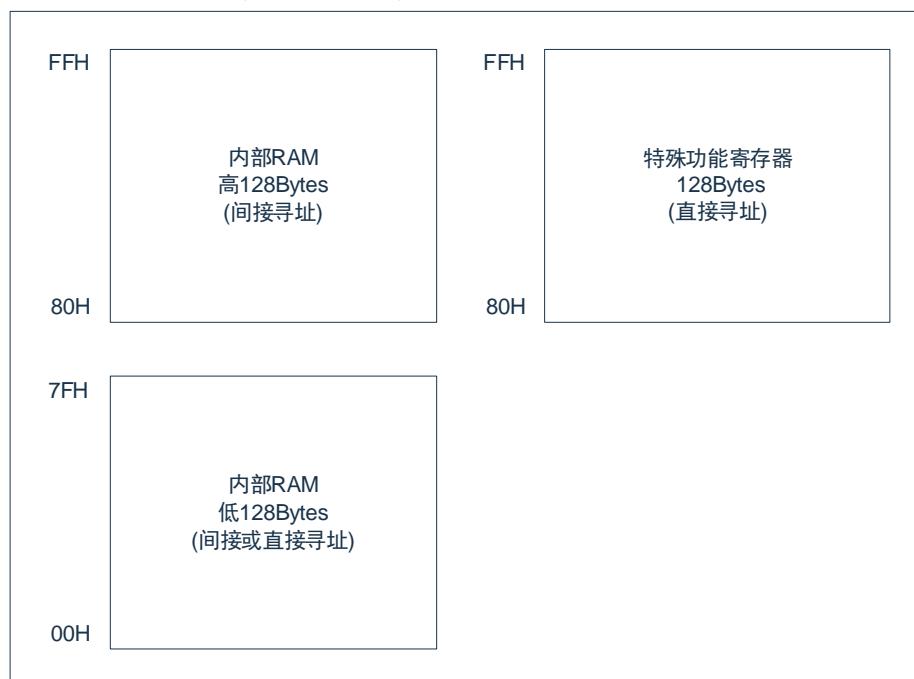 FFH
内部RAM
高128Bytes
(间接寻址)
80H
FFH
特殊功能寄存器
128Bytes
(直接寻址)
80H
7FH
内部RAM
低128Bytes
(间接或直接寻址)
00H